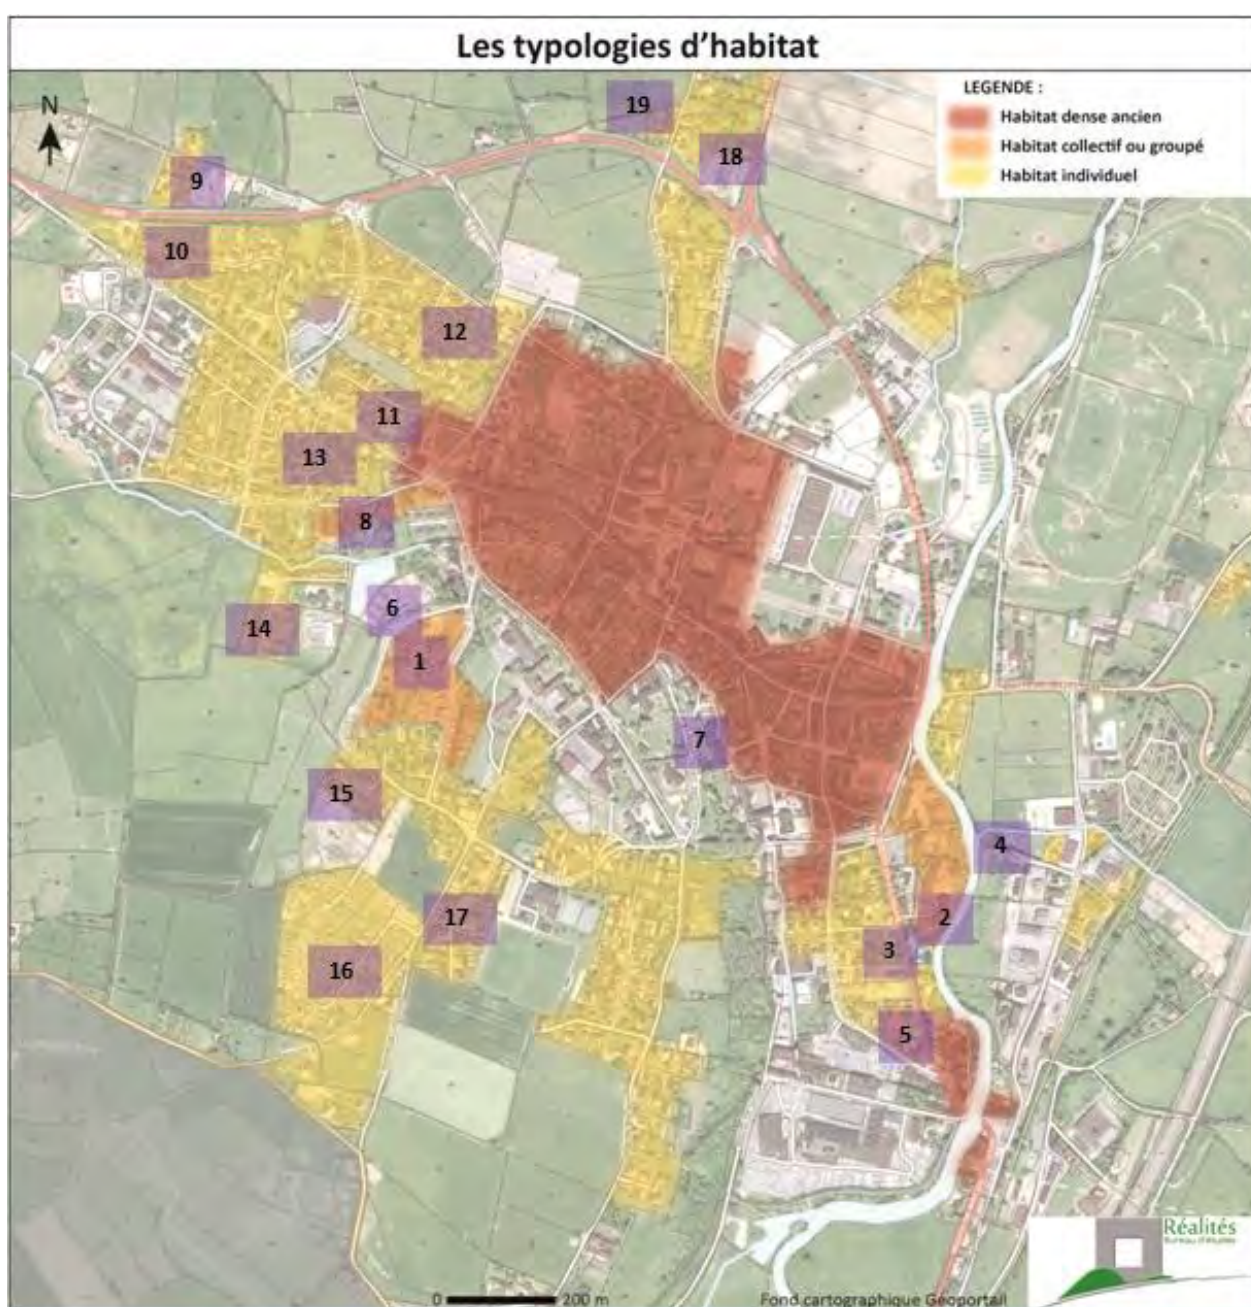 Les typologies d'habitat
N
LEGENDE :
Habitat dense ancien
Habitat collectif ou groupé
Habitat individuel
19
18
9
10
12
11
13
8
6
14
1
7
15
4
17
2
3
16
5
Réalités
Bureau d'études
0 200 m
Fond cartographique Géoportail